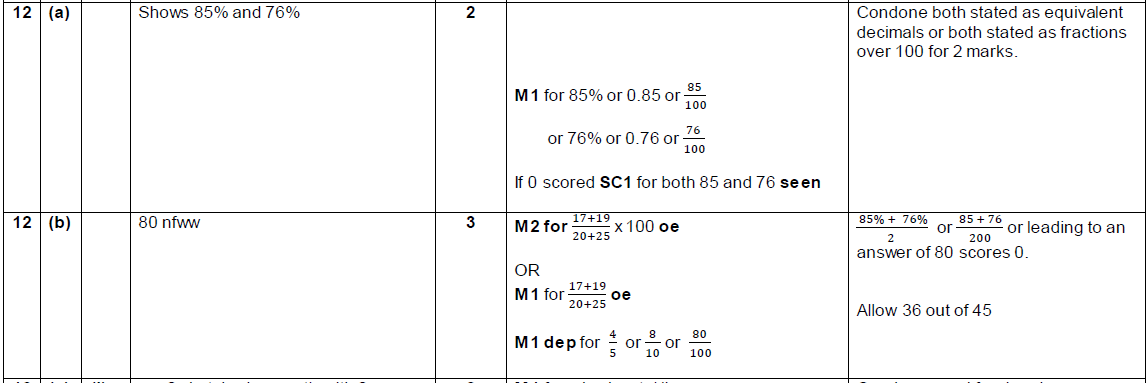 12 (a) Shows 85% and 76% 2 Condone both stated as equivalent
decimals or both stated as fractions
over 100 for 2 marks.
M1 for 85% or 0.85 or 85/100
or 76% or 0.76 or 76/100
If 0 scored SC1 for both 85 and 76 seen
12 (b) 80 nfww 3 M2 for (17+19)/(20+25) x 100 oe
OR
M1 for (17+19)/(20+25) oe
M1 dep for 4/5 or 8/10 or 80/100
(85% + 76%)/2 or (85 + 76)/200 or leading to an
answer of 80 scores 0.
Allow 36 out of 45